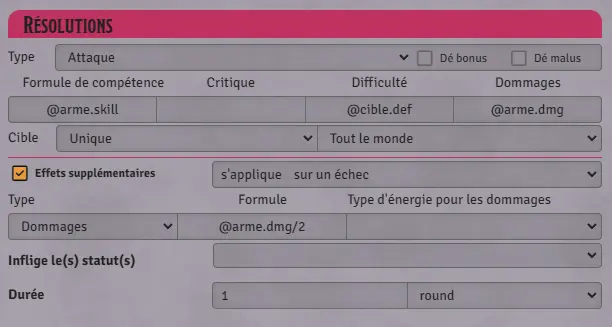 RÉSOLUTIONS
Type Attaque Dé bonus Dé malus
Formule de compétence Critique Difficulté Dommages
@arme.skill @cible.def @arme.dmg
Cible Unique Tout le monde
Effets supplémentaires s'applique sur un échec
Type Formule Type d'énergie pour les dommages
Dommages @arme.dmg/2
Inflige le(s) statut(s)
Durée 1 round